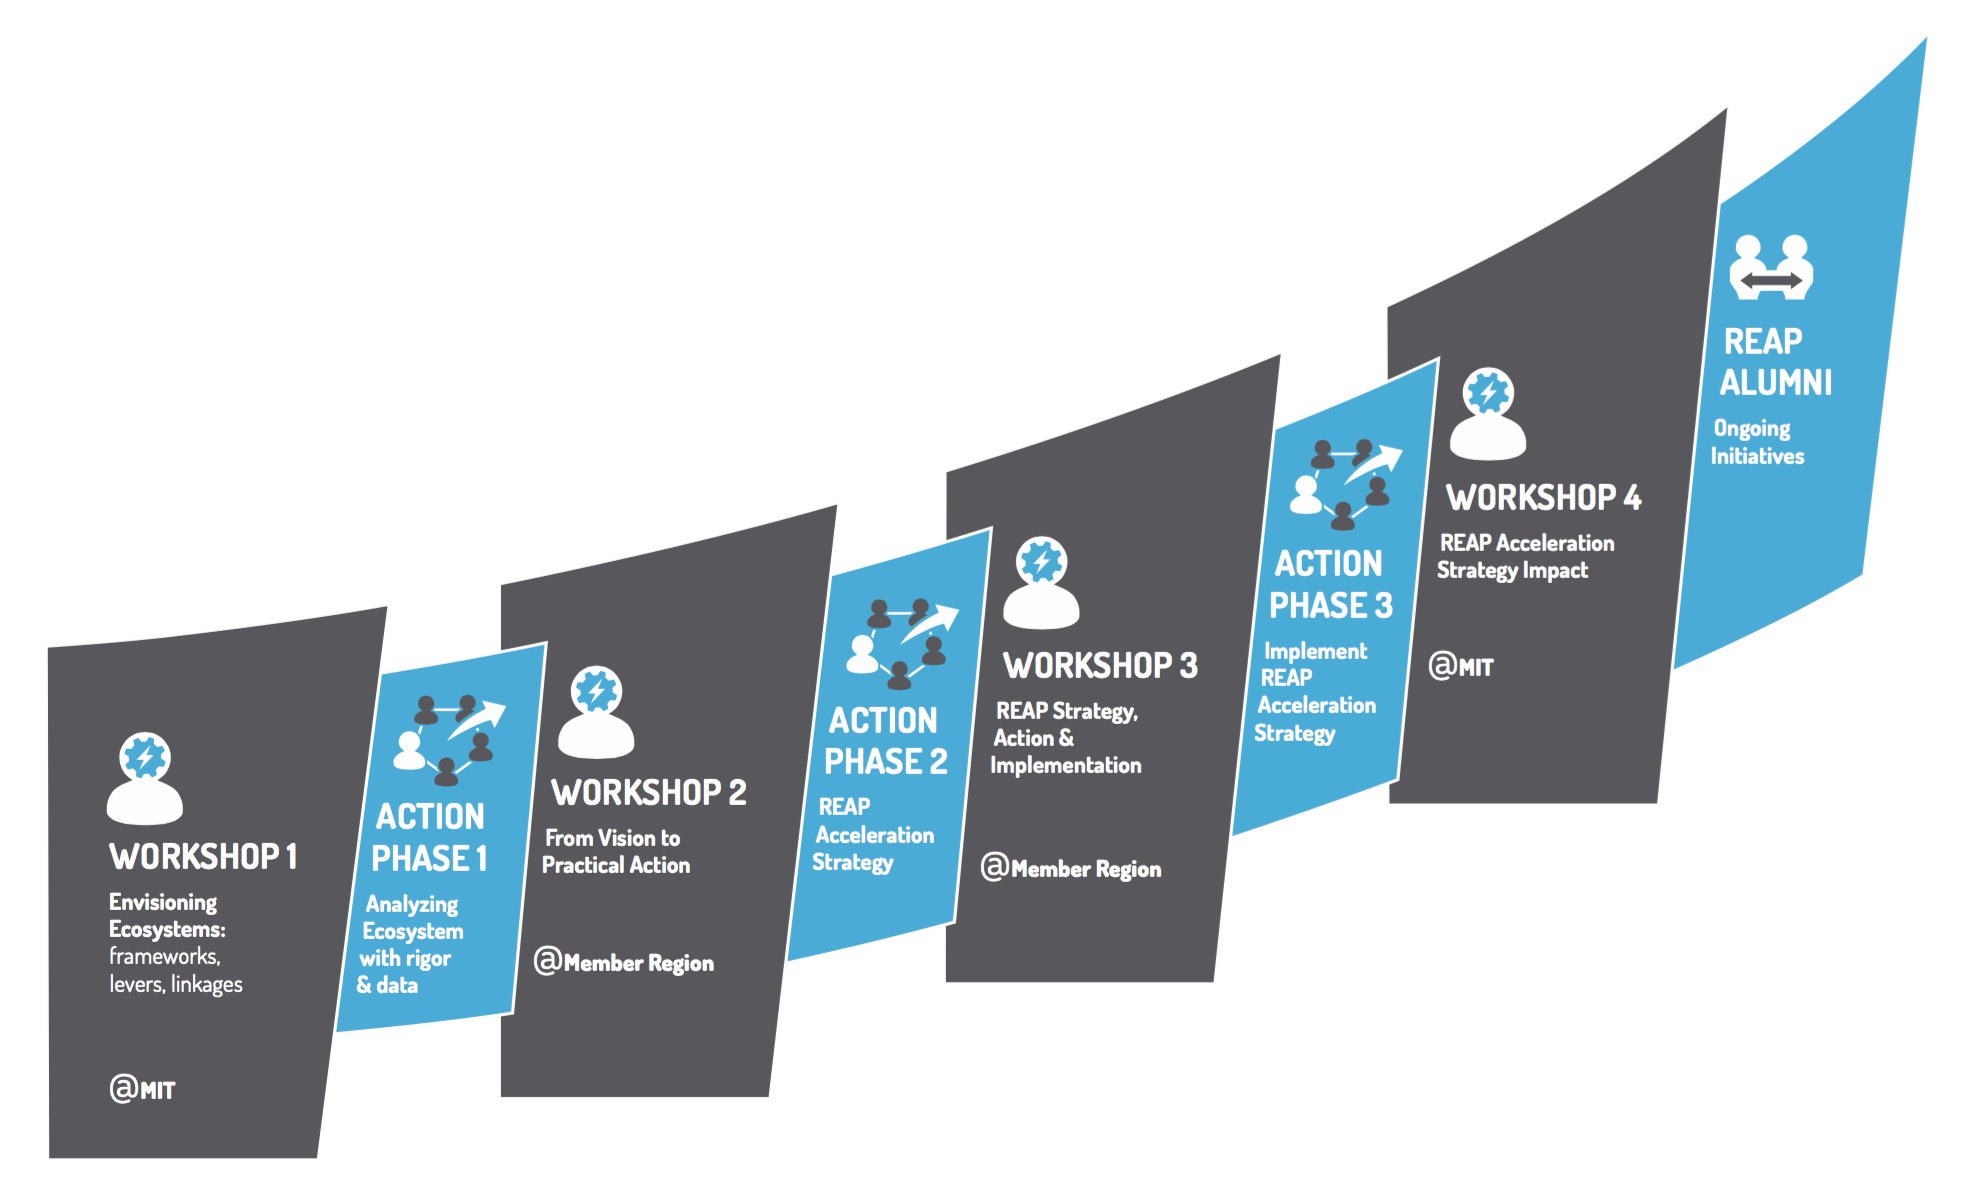 WORKSHOP 1
Envisioning
Ecosystems:
frameworks,
levers, linkages
@MIT
ACTION
PHASE 1
Analyzing
Ecosystem
with rigor
& data
WORKSHOP 2
From Vision to
Practical Action
@Member Region
ACTION
PHASE 2
REAP
Acceleration
Strategy
WORKSHOP 3
REAP Strategy,
Action &
Implementation
@Member Region
ACTION
PHASE 3
Implement
REAP
Acceleration
Strategy
WORKSHOP 4
REAP Acceleration
Strategy Impact
@MIT
REAP
ALUMNI
Ongoing
Initiatives